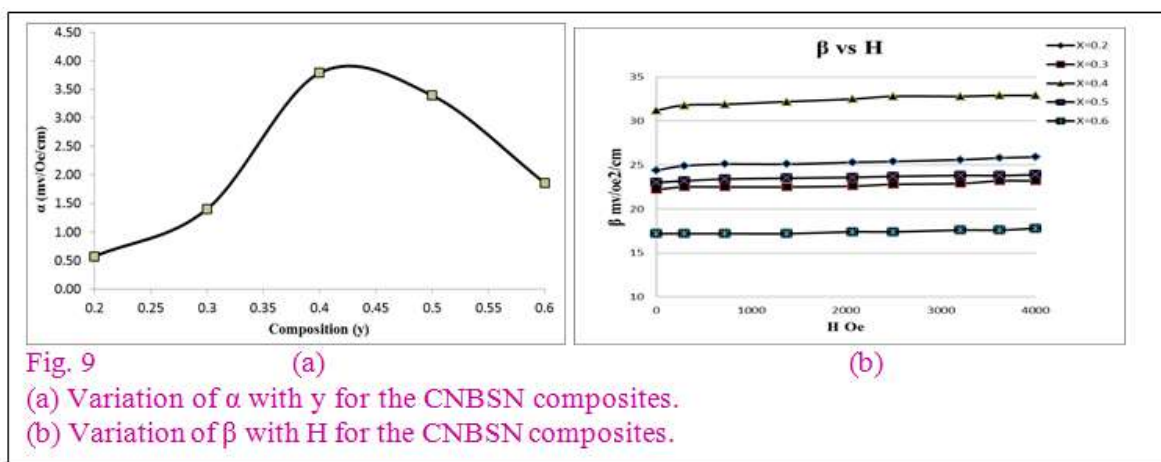 4.50
4.00
3.50
3.00
2.50
2.00
1.50
1.00
0.50
0.00
α (mv/Oe/cm)
0.2 0.25 0.3 0.35 0.4 0.45 0.5 0.55 0.6
Composition (y)
β vs H
X=0.2
X=0.3
X=0.4
X=0.5
X=0.6
35
31
25
21
15
10
β mv/oe2/cm
0 1000 2000 3000 4000
H Oe
Fig. 9 (a) (b)
(a) Variation of α with y for the CNBSN composites.
(b) Variation of β with H for the CNBSN composites.